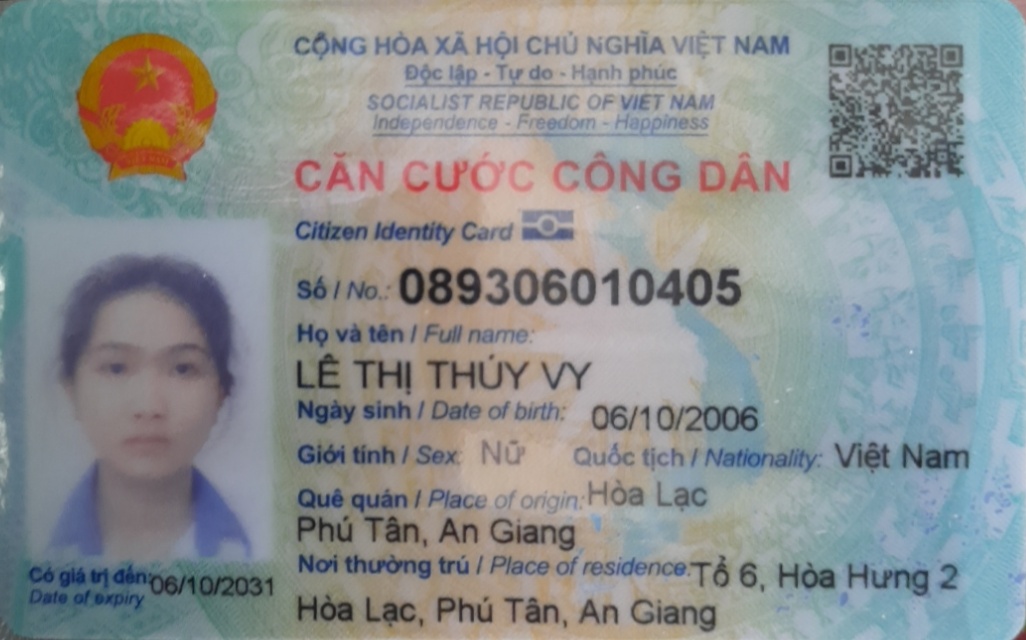 CỘNG HÒA XÃ HỘI CHỦ NGHĨA VIỆT NAM
Độc lập - Tự do - Hạnh phúc
SOCIALIST REPUBLIC OF VIET NAM
Independence - Freedom - Happiness
CĂN CƯỚC CÔNG DÂN
Citizen Identity Card
Số / No.: 089306010405
Họ và tên / Full name:
LÊ THỊ THÚY VY
Ngày sinh / Date of birth: 06/10/2006
Giới tính / Sex: Nữ Quốc tịch / Nationality: Việt Nam
Quê quán / Place of origin: Hòa Lạc
Phú Tân, An Giang
Nơi thường trú / Place of residence: Tổ 6, Hòa Hưng 2
Hòa Lạc, Phú Tân, An Giang
Có giá trị đến: 06/10/2031
Date of expiry